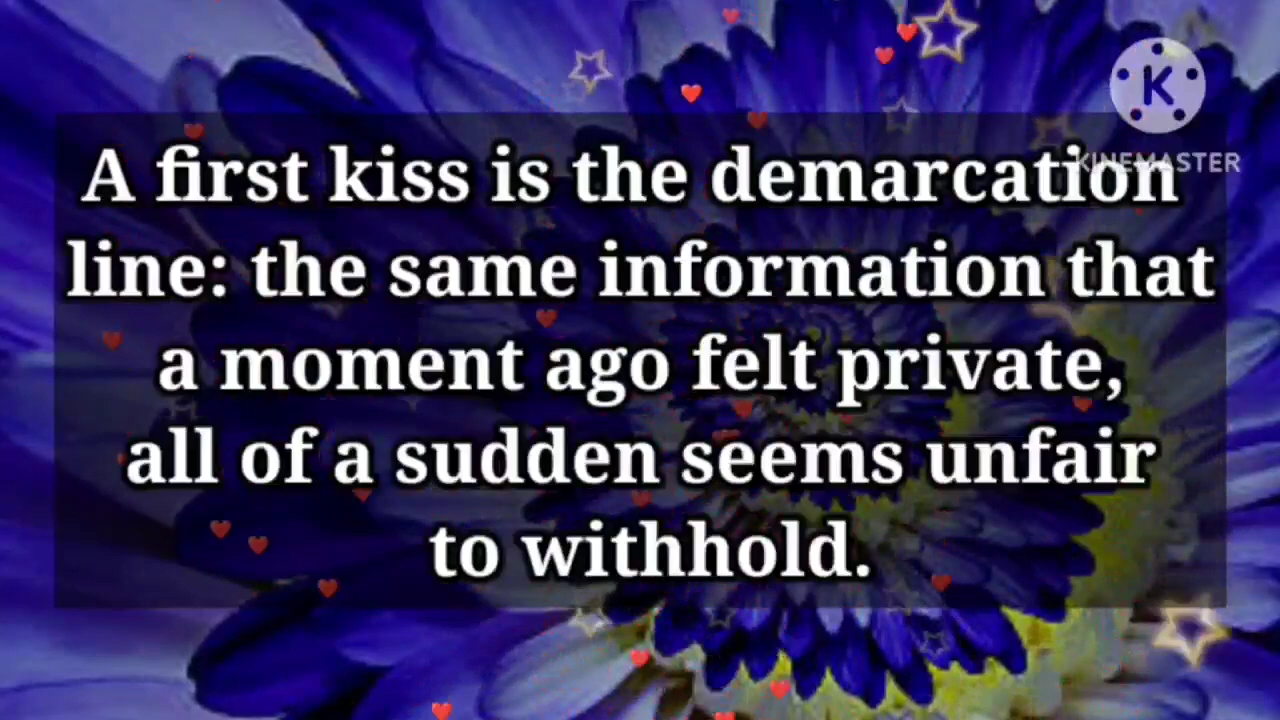 K
KINEMASTER
A first kiss is the demarcation
line: the same information that
a moment ago felt private,
all of a sudden seems unfair
to withhold.